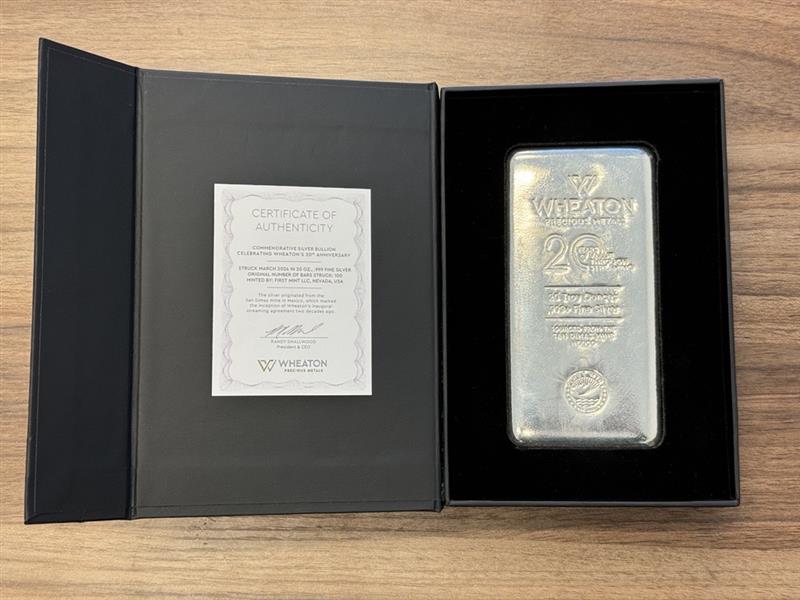 CERTIFICATE OF
AUTHENTICITY
COMMEMORATIVE SILVER BULLION
CELEBRATING WHEATON'S 20TH ANNIVERSARY
STRUCK MARCH 2024 IN 20 OZ., .999 FINE SILVER
ORIGINAL NUMBER OF BARS STRUCK: 100
MINTED BY: FIRST MINT LLC, NEVADA, USA
The silver originated from the
San Dimas mine in Mexico, which marked
the inception of Wheaton's inaugural
streaming agreement two decades ago.
RANDY SMALLWOOD
President & CEO
WHEATON
PRECIOUS METALS
WHEATON
PRECIOUS METALS
20
20 Troy Ounces
Fine Silver
SOURCED FROM THE
DIMAS MINE